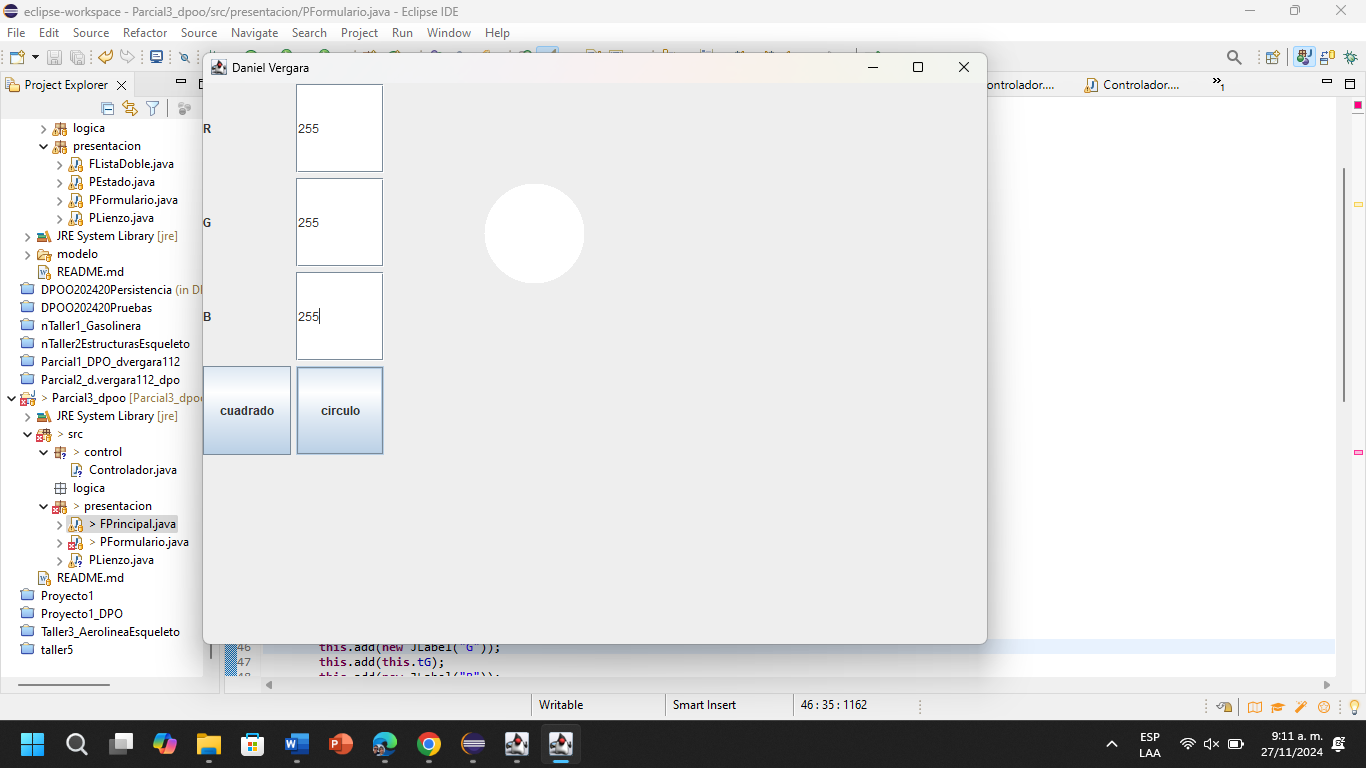 eclipse-workspace - Parcial3_dpoo/src/presentacion/PFormulario.java - Eclipse IDE
File Edit Source Refactor Source Navigate Search Project Run Window Help
Daniel Vergara
Project Explorer
ontrolador....
Controlador....
1
logica
presentacion
FListaDoble.java
PEstado.java
PFormulario.java
PLienzo.java
JRE System Library [jre]
modelo
README.md
DPOO202420Persistencia (in D
DPOO202420Pruebas
nTaller1_Gasolinera
nTaller2EstructurasEsqueleto
Parcial1_DPO_dvergara112
Parcial2_d.vergara112_dpo
> Parcial3_dpoo [Parcial3_dpoo
JRE System Library [jre]
> src
> control
Controlador.java
logica
> presentacion
> FPrincipal.java
> PFormulario.java
PLienzo.java
README.md
Proyecto1
Proyecto1_DPO
Taller3_AerolineaEsqueleto
taller5
R 255
G 255
B 255
cuadrado circulo
46 this.add(new JLabel("G"));
47 this.add(this.tG);
48 this.add(new JLabel("B"));
Writable Smart Insert 46 : 35 : 1162
ESP
LAA
9:11 a. m.
27/11/2024